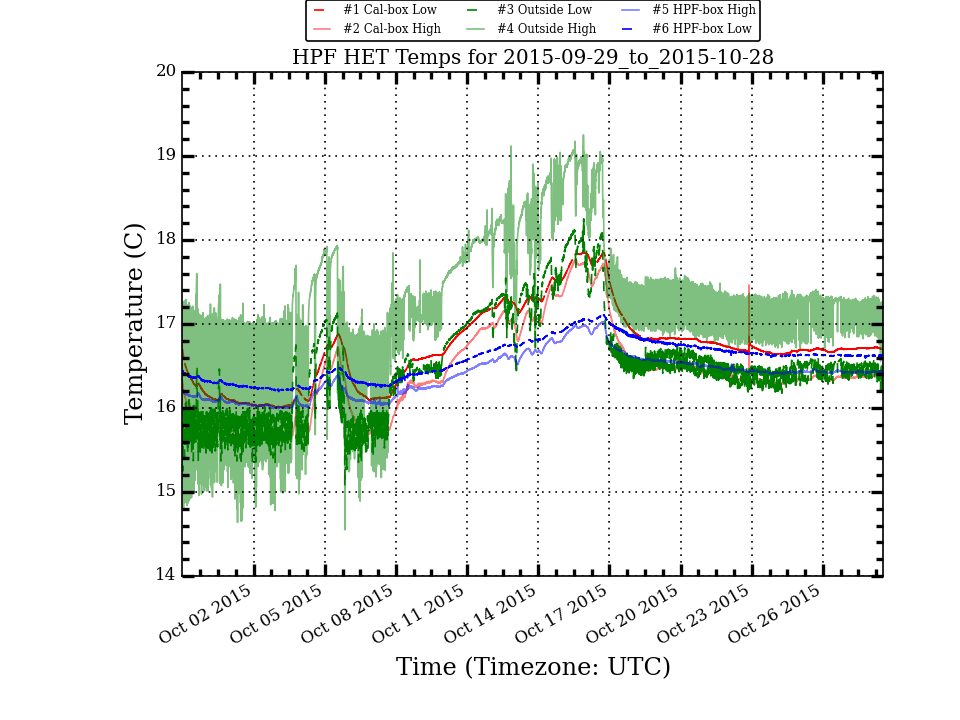 #1 Cal-box Low #3 Outside Low #5 HPF-box High
#2 Cal-box High #4 Outside High #6 HPF-box Low
HPF HET Temps for 2015-09-29_to_2015-10-28
20
19
18
17
16
15
14
Temperature (C)
Oct 02 2015
Oct 05 2015
Oct 08 2015
Oct 11 2015
Oct 14 2015
Oct 17 2015
Oct 20 2015
Oct 23 2015
Oct 26 2015
Time (Timezone: UTC)